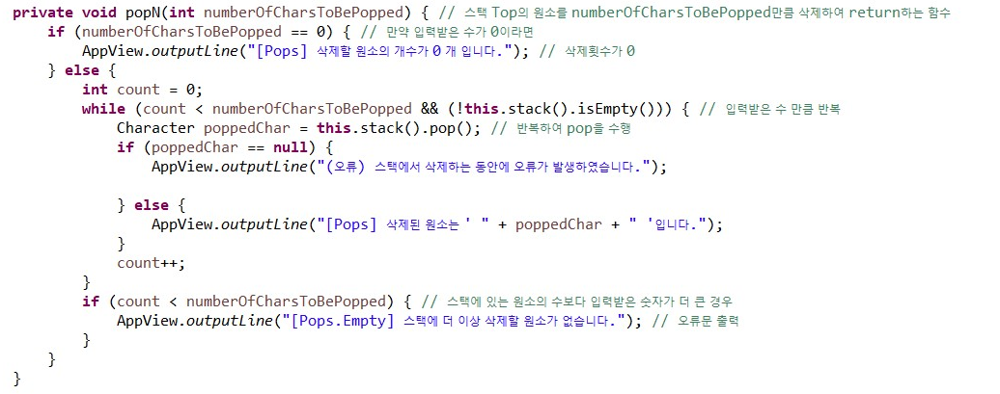 private void popN(int numberOfCharsToBePopped) { // 스택 Top의 원소를 numberOfCharsToBePopped만큼 삭제하여 return하는 함수
    if (numberOfCharsToBePopped == 0) { // 만약 입력받은 수가 0이라면
        AppView.outputLine("[Pops] 삭제할 원소의 개수가 0 개 입니다."); // 삭제횟수가 0
    } else {
        int count = 0;
        while (count < numberOfCharsToBePopped && (!this.stack().isEmpty())) { // 입력받은 수 만큼 반복
            Character poppedChar = this.stack().pop(); // 반복하여 pop을 수행
            if (poppedChar == null) {
                AppView.outputLine("(오류) 스택에서 삭제하는 동안에 오류가 발생하였습니다.");
            } else {
                AppView.outputLine("[Pops] 삭제된 원소는 ' " + poppedChar + " '입니다.");
            }
            count++;
        }
        if (count < numberOfCharsToBePopped) { // 스택에 있는 원소의 수보다 입력받은 숫자가 더 큰 경우
            AppView.outputLine("[Pops.Empty] 스택에 더 이상 삭제할 원소가 없습니다."); // 오류문 출력
        }
    }
}